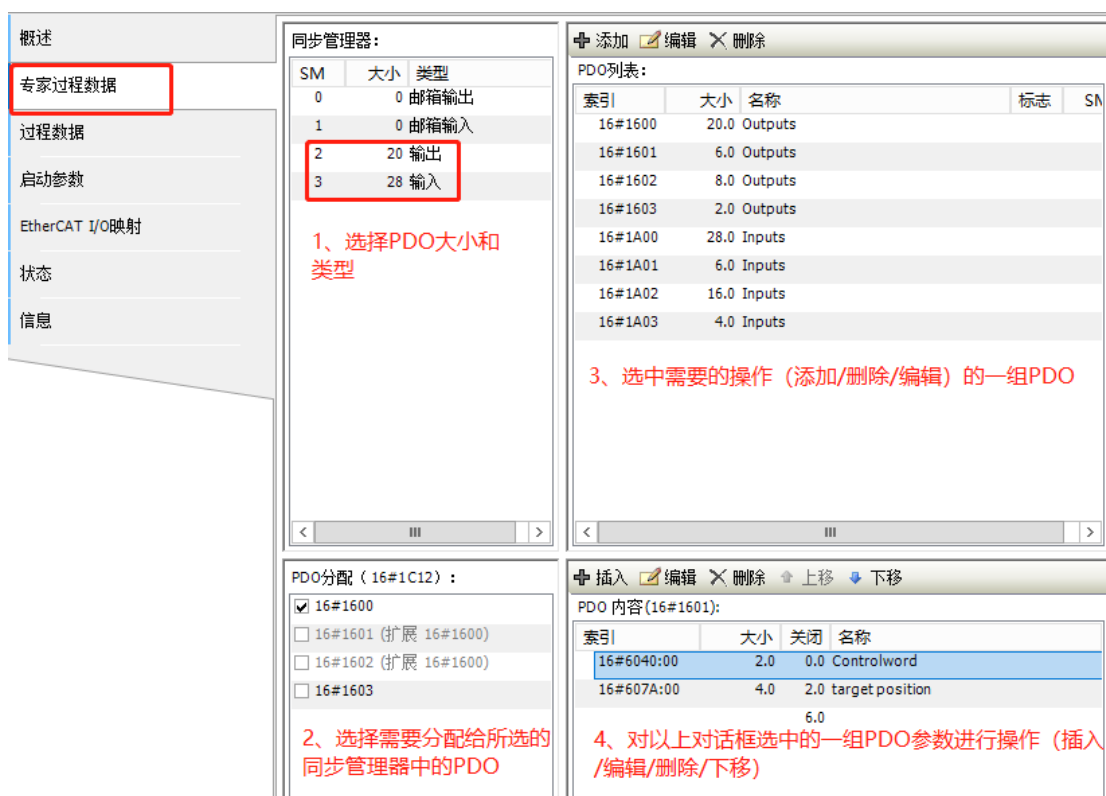 概述
专家过程数据
过程数据
启动参数
EtherCAT I/O映射
状态
信息
同步管理器：
SM 大小 类型
0 0 邮箱输出
1 0 邮箱输入
2 20 输出
3 28 输入
1、选择PDO大小和
类型
添加 编辑 删除
PDO列表：
索引 大小 名称 标志 SM
16#1600 20.0 Outputs
16#1601 6.0 Outputs
16#1602 8.0 Outputs
16#1603 2.0 Outputs
16#1A00 28.0 Inputs
16#1A01 6.0 Inputs
16#1A02 16.0 Inputs
16#1A03 4.0 Inputs
3、选中需要的操作（添加/删除/编辑）的一组PDO
PDO分配（16#1C12）：
16#1600
16#1601 (扩展 16#1600)
16#1602 (扩展 16#1600)
16#1603
2、选择需要分配给所选的
同步管理器中的PDO
插入 编辑 删除 上移 下移
PDO 内容(16#1601):
索引 大小 关闭 名称
16#6040:00 2.0 0.0 Controlword
16#607A:00 4.0 2.0 target position
6.0
4、对以上对话框选中的一组PDO参数进行操作（插入
/编辑/删除/下移）